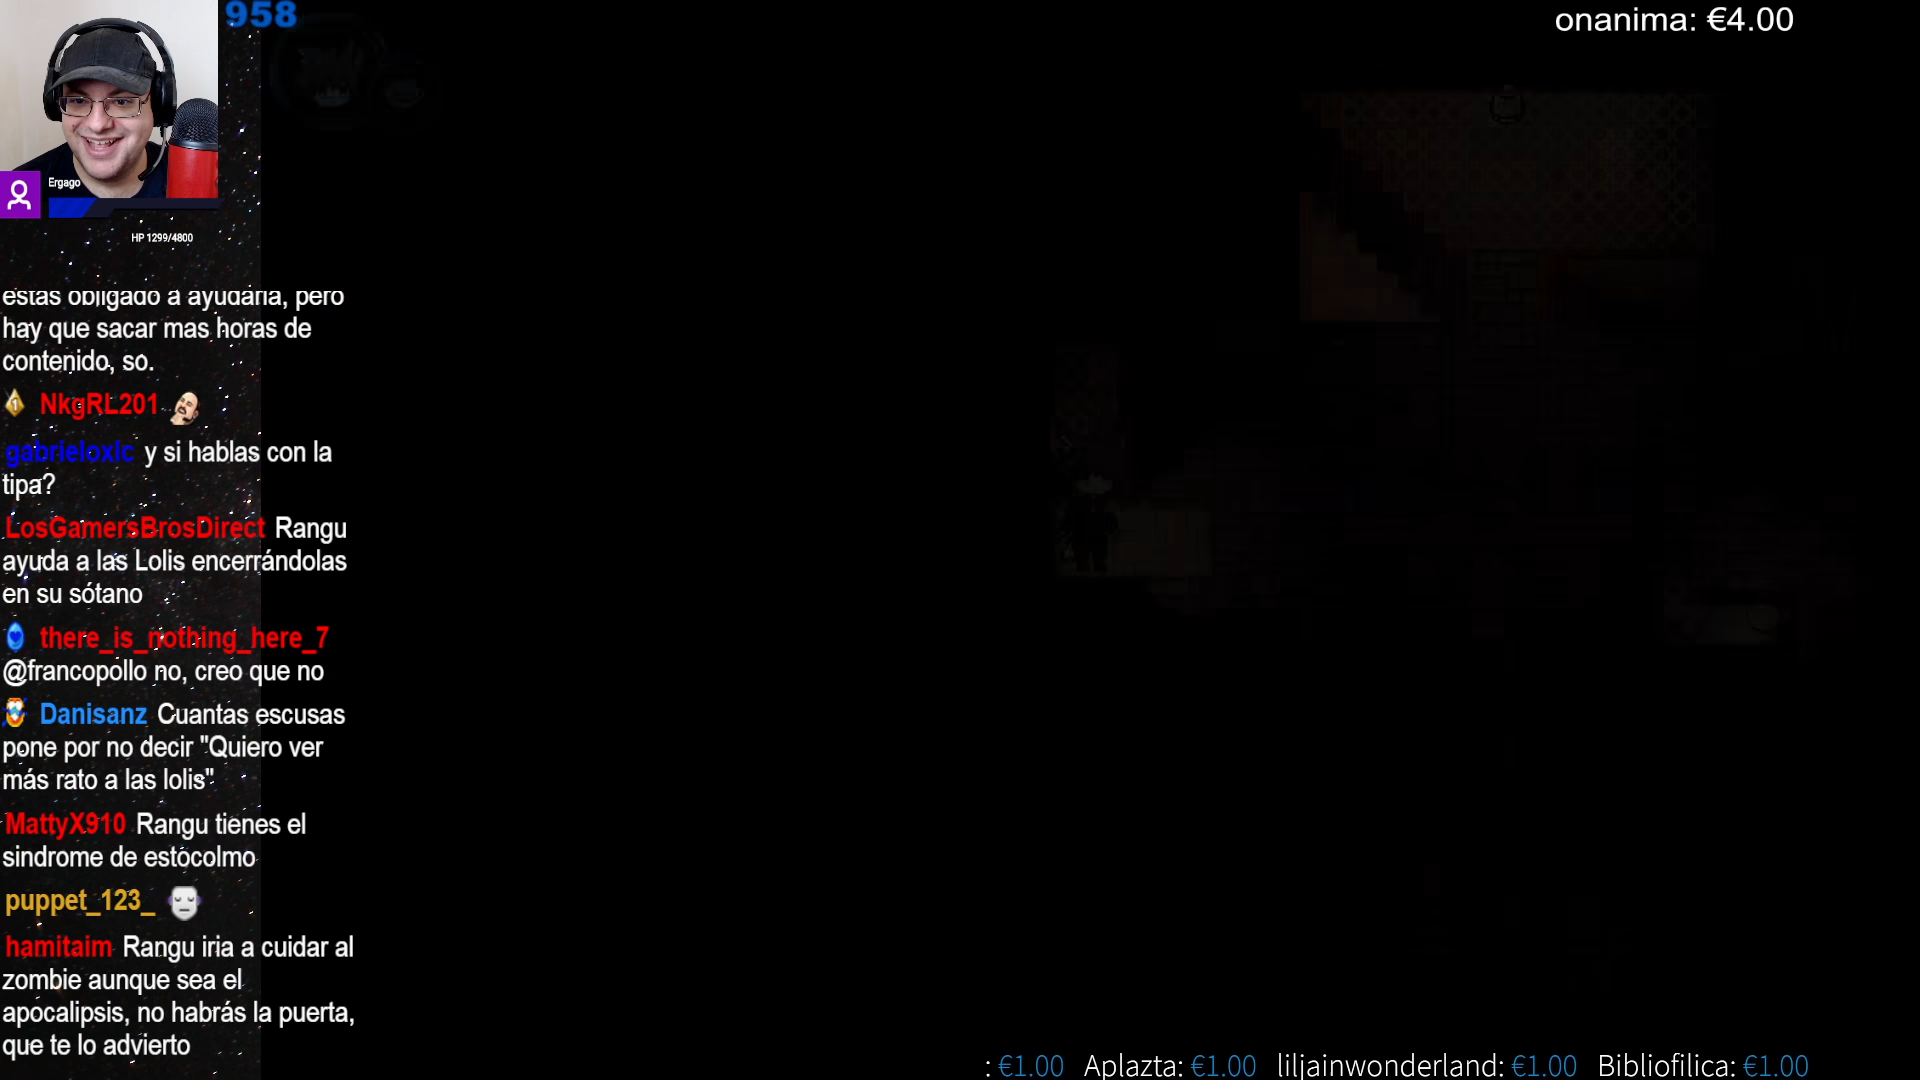 958
onanima: €4.00
Ergago
HP 1299/4800
estas obligado a ayudarla, pero
hay que sacar mas horas de
contenido, so.
NkgRL201
gabrieloxlc y si hablas con la
tipa?
LosGamersBrosDirect Rangu
ayuda a las Lolis encerrándolas
en su sótano
there_is_nothing_here_7
@francopollo no, creo que no
Danisanz Cuantas escusas
pone por no decir "Quiero ver
más rato a las lolis"
MattyX910 Rangu tienes el
sindrome de estocolmo
puppet_123_
hamitaim Rangu iria a cuidar al
zombie aunque sea el
apocalipsis, no habrás la puerta,
que te lo advierto
: €1.00 Aplazta: €1.00 liljainwonderland: €1.00 Bibliofilica: €1.00